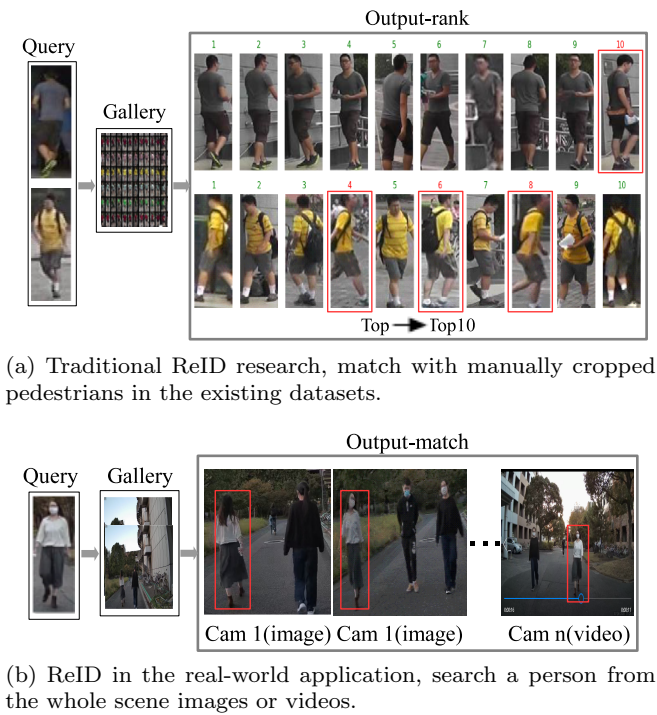 Output-rank
Query
Gallery
1 2 3 4 5 6 7 8 9 10
1 2 3 4 5 6 7 8 9 10
Top Top10
(a) Traditional ReID research, match with manually cropped
pedestrians in the existing datasets.
Output-match
Query
Gallery
Cam 1(image) Cam 1(image) Cam n(video)
(b) ReID in the real-world application, search a person from
the whole scene images or videos.